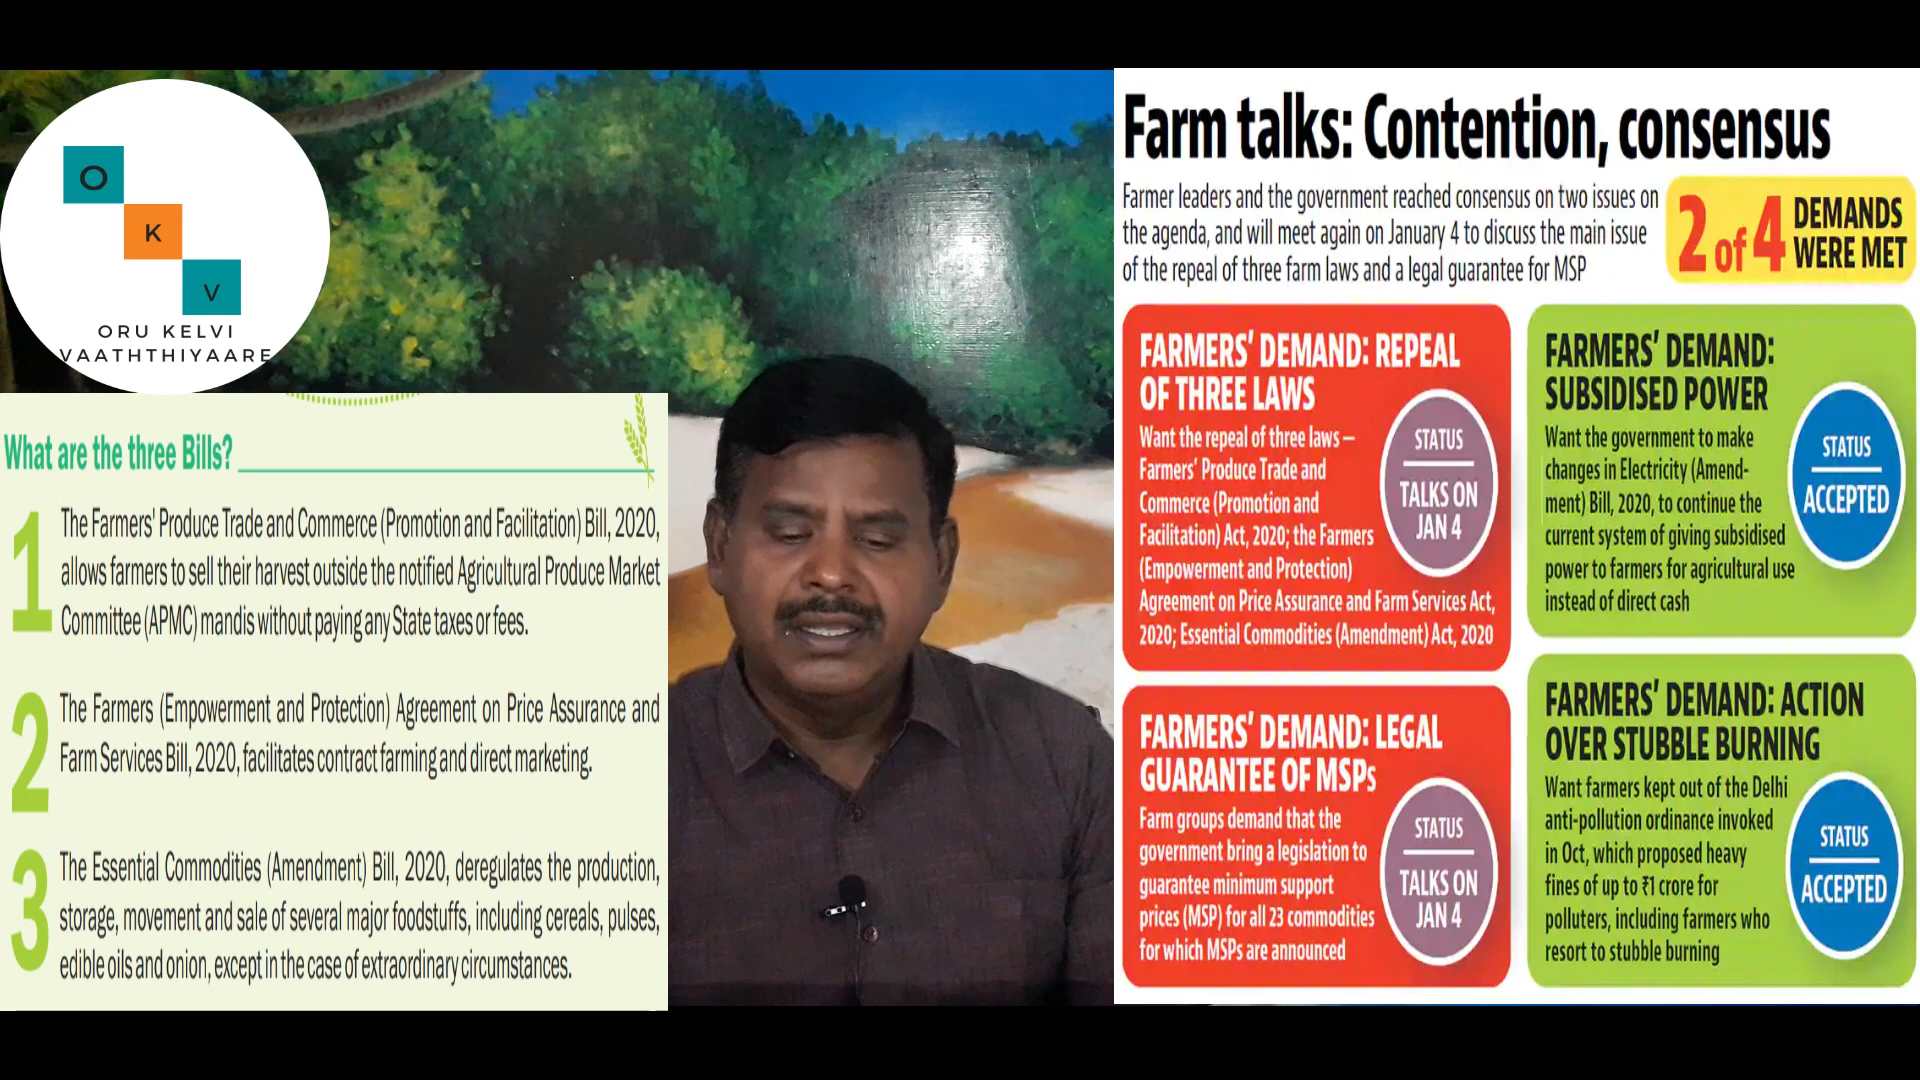 O
K
V
ORU KELVI
VAATHTHIYAARE
What are the three Bills?
1
The Farmers' Produce Trade and Commerce (Promotion and Facilitation) Bill, 2020,
allows farmers to sell their harvest outside the notified Agricultural Produce Market
Committee (APMC) mandis without paying any State taxes or fees.
2
The Farmers (Empowerment and Protection) Agreement on Price Assurance and
Farm Services Bill, 2020, facilitates contract farming and direct marketing.
3
The Essential Commodities (Amendment) Bill, 2020, deregulates the production,
storage, movement and sale of several major foodstuffs, including cereals, pulses,
edible oils and onion, except in the case of extraordinary circumstances.
Farm talks: Contention, consensus
Farmer leaders and the government reached consensus on two issues on
the agenda, and will meet again on January 4 to discuss the main issue
of the repeal of three farm laws and a legal guarantee for MSP
2 of 4 DEMANDS
WERE MET
FARMERS' DEMAND: REPEAL
OF THREE LAWS
Want the repeal of three laws –
Farmers' Produce Trade and
Commerce (Promotion and
Facilitation) Act, 2020; the Farmers
(Empowerment and Protection)
Agreement on Price Assurance and Farm Services Act,
2020; Essential Commodities (Amendment) Act, 2020
STATUS
TALKS ON
JAN 4
FARMERS' DEMAND:
SUBSIDISED POWER
Want the government to make
changes in Electricity (Amend-
ment) Bill, 2020, to continue the
current system of giving subsidised
power to farmers for agricultural use
instead of direct cash
STATUS
ACCEPTED
FARMERS' DEMAND: LEGAL
GUARANTEE OF MSPs
Farm groups demand that the
government bring a legislation to
guarantee minimum support
prices (MSP) for all 23 commodities
for which MSPs are announced
STATUS
TALKS ON
JAN 4
FARMERS' DEMAND: ACTION
OVER STUBBLE BURNING
Want farmers kept out of the Delhi
anti-pollution ordinance invoked
in Oct, which proposed heavy
fines of up to ₹1 crore for
polluters, including farmers who
resort to stubble burning
STATUS
ACCEPTED